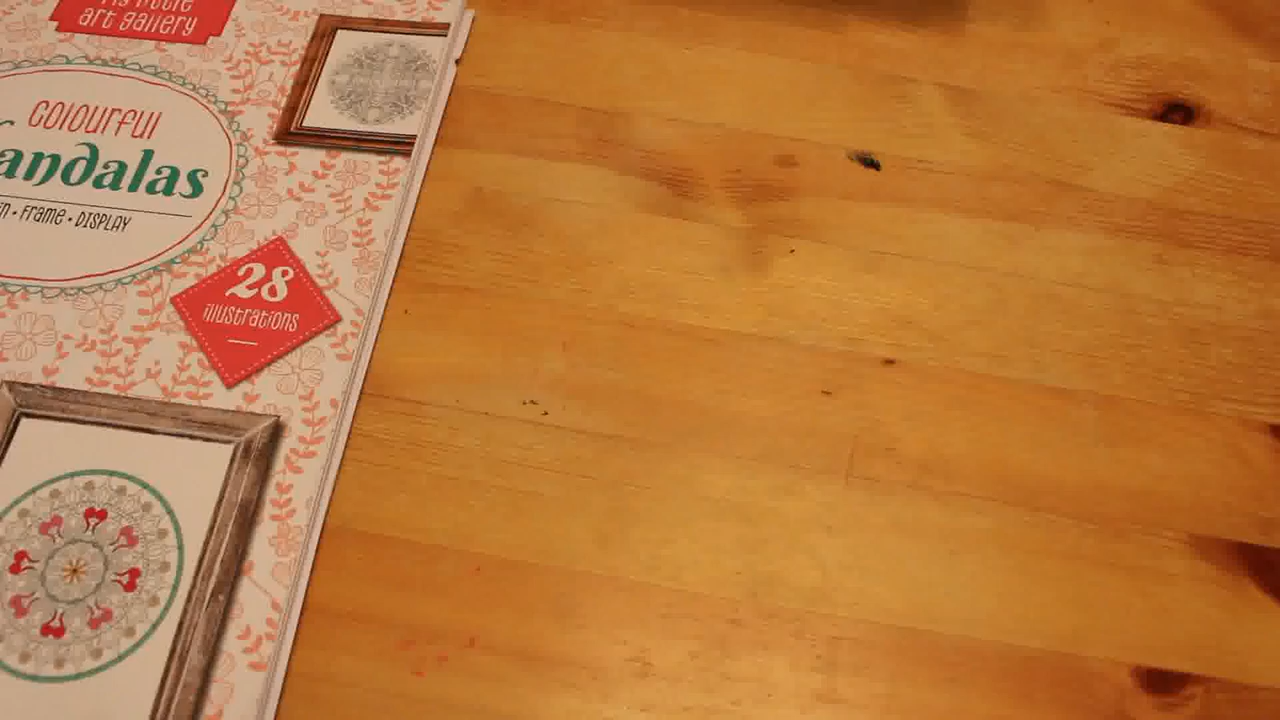 art gallery
colourful
andalas
• Frame • DISPLAY
28
illustrations